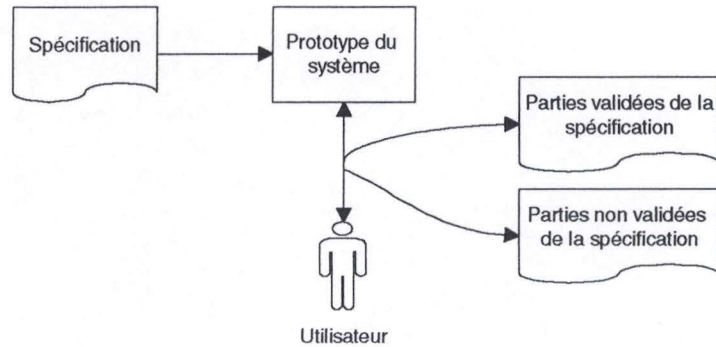 Spécification
Prototype du
système
Parties validées de la
spécification
Parties non validées
de la spécification
Utilisateur